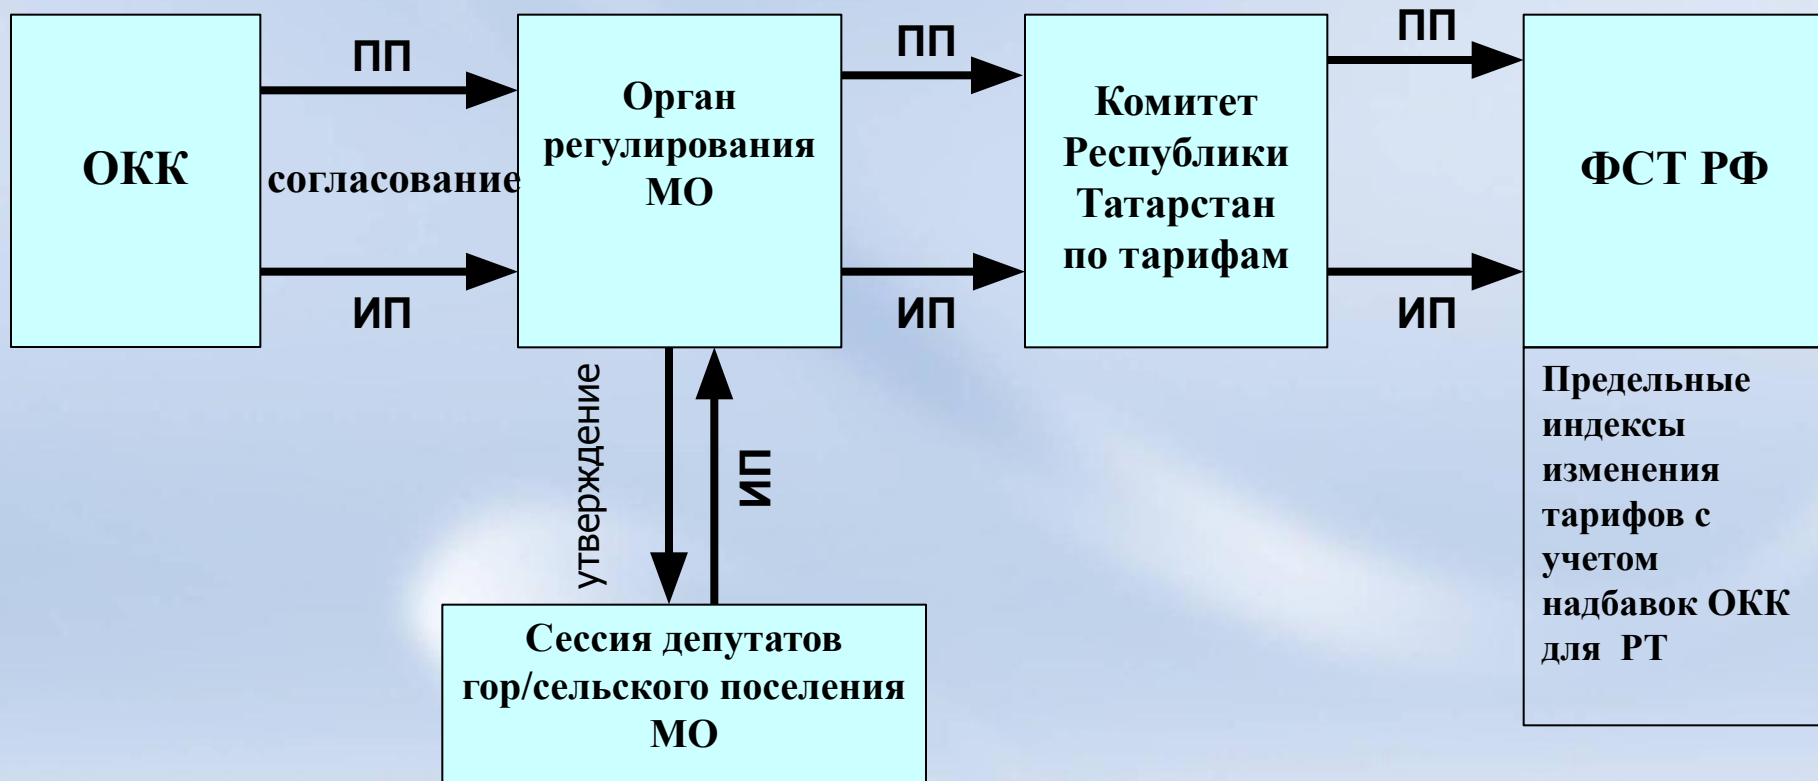 ОКК
ПП
согласование
ИП
Орган
регулирования
МО
ПП
ИП
Комитет
Республики
Татарстан
по тарифам
ПП
ИП
ФСТ РФ
Предельные
индексы
изменения
тарифов с
учетом
надбавок ОКК
для РТ
утверждение
ИП
Сессия депутатов
гор/сельского поселения
МО